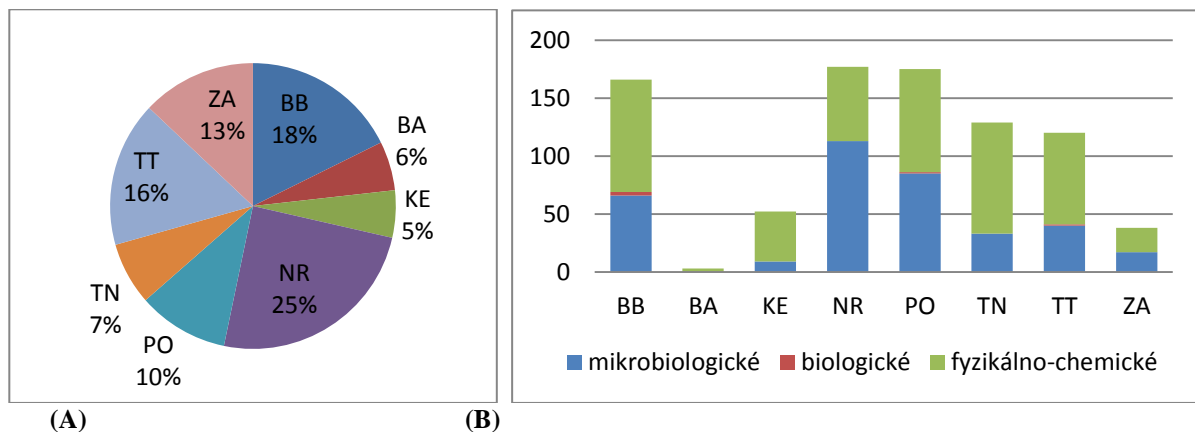 ZA
13%
BB
18%
BA
6%
KE
5%
NR
25%
PO
10%
TN
7%
TT
16%
(A)
200
150
100
50
0
BB BA KE NR PO TN TT ZA
mikrobiologické biologické fyzikálno-chemické
(B)